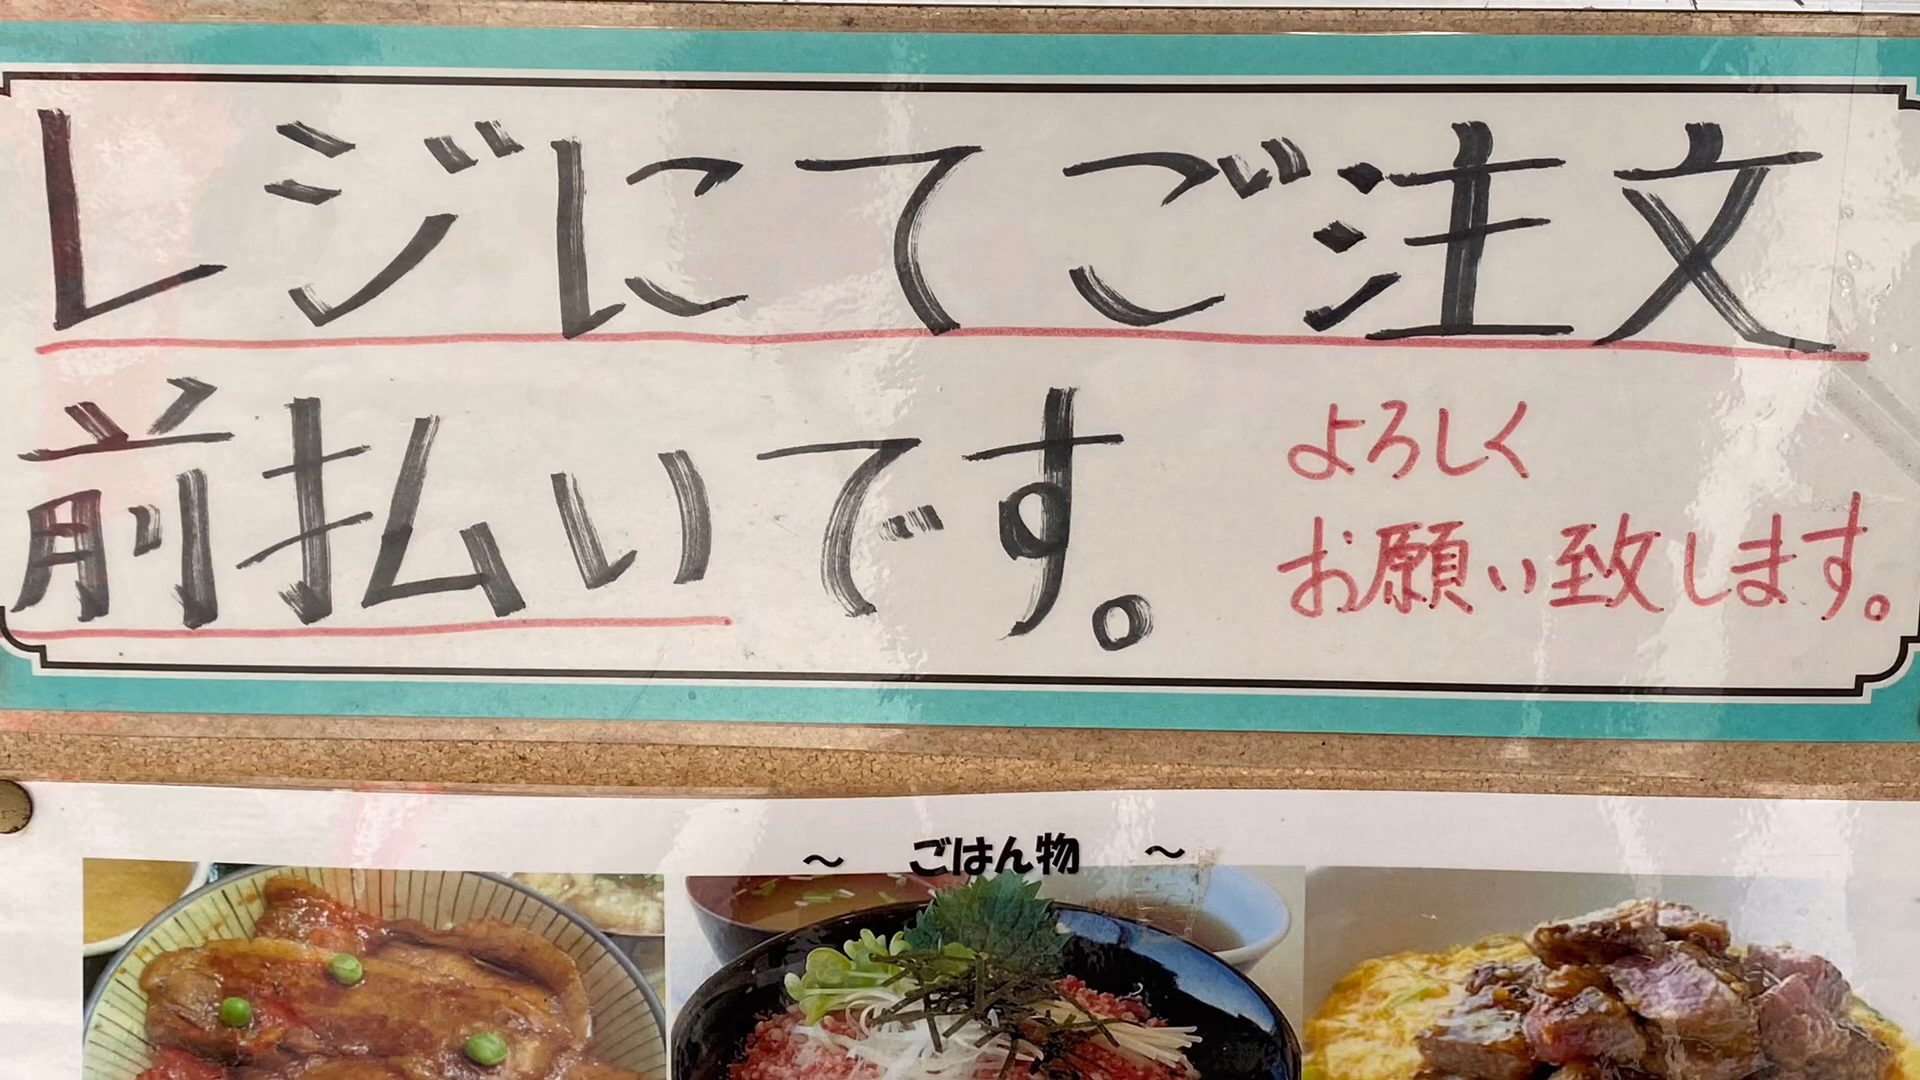 レジにてご注文
前払いです。
よろしく
お願い致します。
～ ごはん物 ～